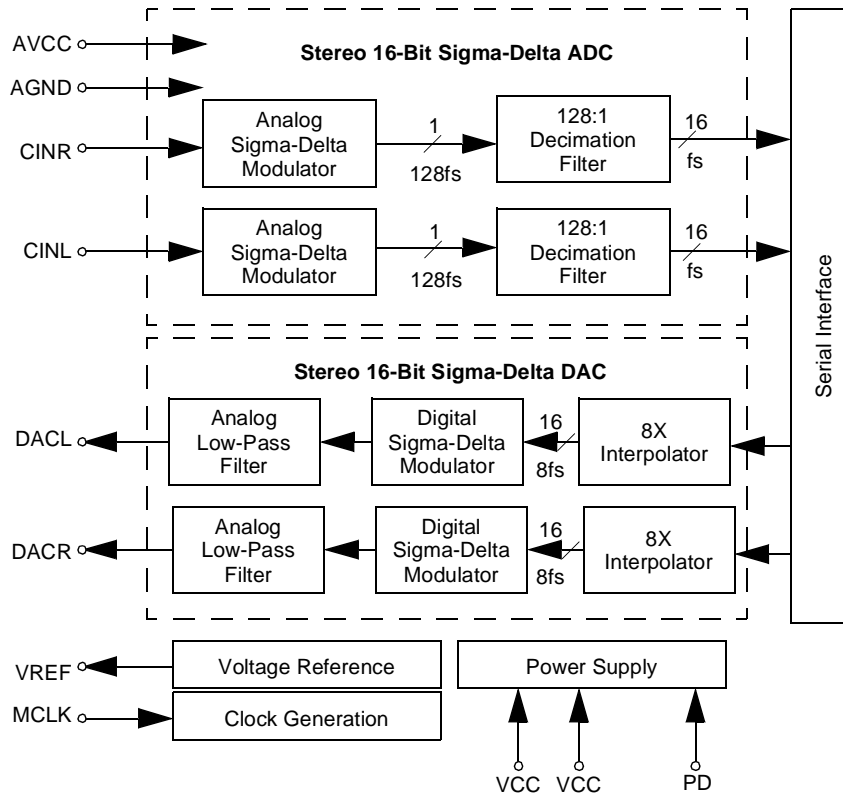 AVCC
Stereo 16-Bit Sigma-Delta ADC
AGND
CINR
Analog
Sigma-Delta
Modulator
1
128fs
128:1
Decimation
Filter
16
fs
CINL
Analog
Sigma-Delta
Modulator
1
128fs
128:1
Decimation
Filter
16
fs
Serial Interface
Stereo 16-Bit Sigma-Delta DAC
DACL
Analog
Low-Pass
Filter
Digital
Sigma-Delta
Modulator
16
8fs
8X
Interpolator
DACR
Analog
Low-Pass
Filter
Digital
Sigma-Delta
Modulator
16
8fs
8X
Interpolator
VREF
Voltage Reference
Power Supply
MCLK
Clock Generation
VCC
VCC
PD